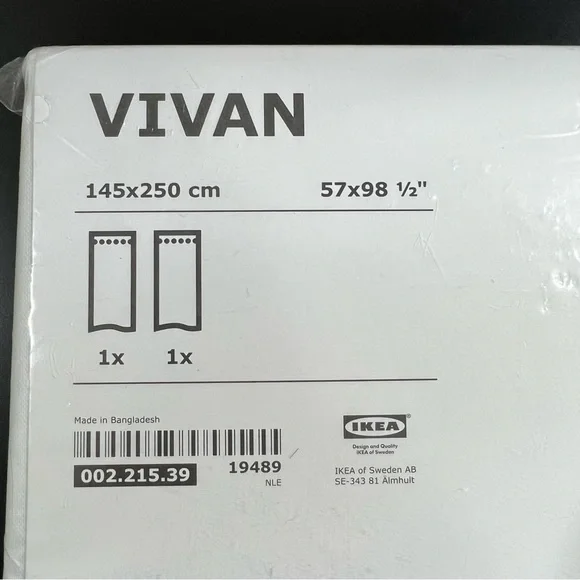 VIVAN
145x250 cm 57x98 ½"
1x 1x
Made in Bangladesh
002.215.39 19489
NLE
IKEA
Design and Quality
IKEA of Sweden
IKEA of Sweden AB
SE-343 81 Älmhult